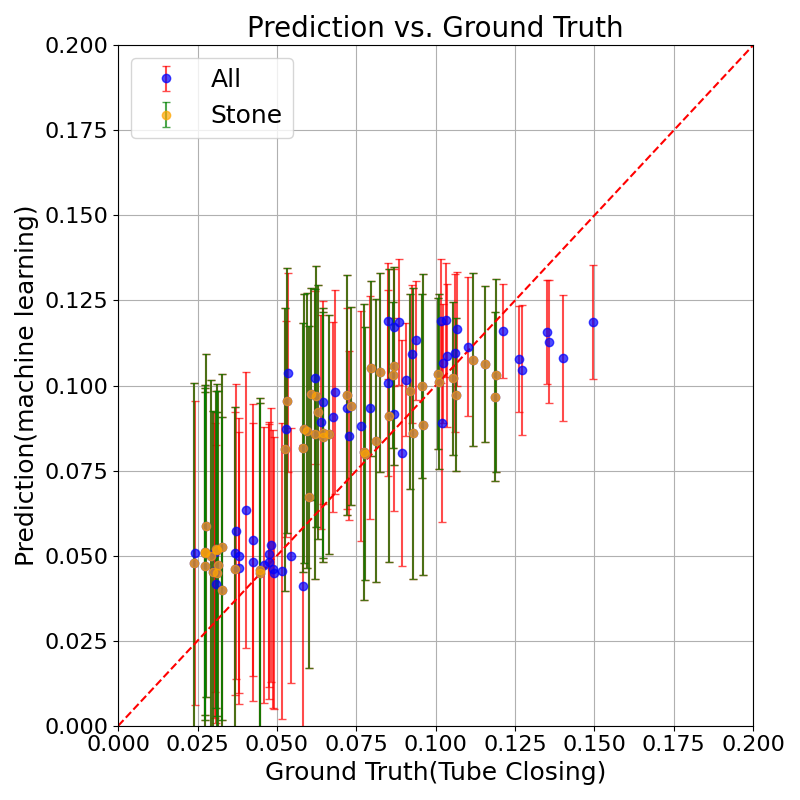 Prediction vs. Ground Truth
All
Stone
Prediction(machine learning)
0.200
0.175
0.150
0.125
0.100
0.075
0.050
0.025
0.000
0.000 0.025 0.050 0.075 0.100 0.125 0.150 0.175 0.200
Ground Truth(Tube Closing)